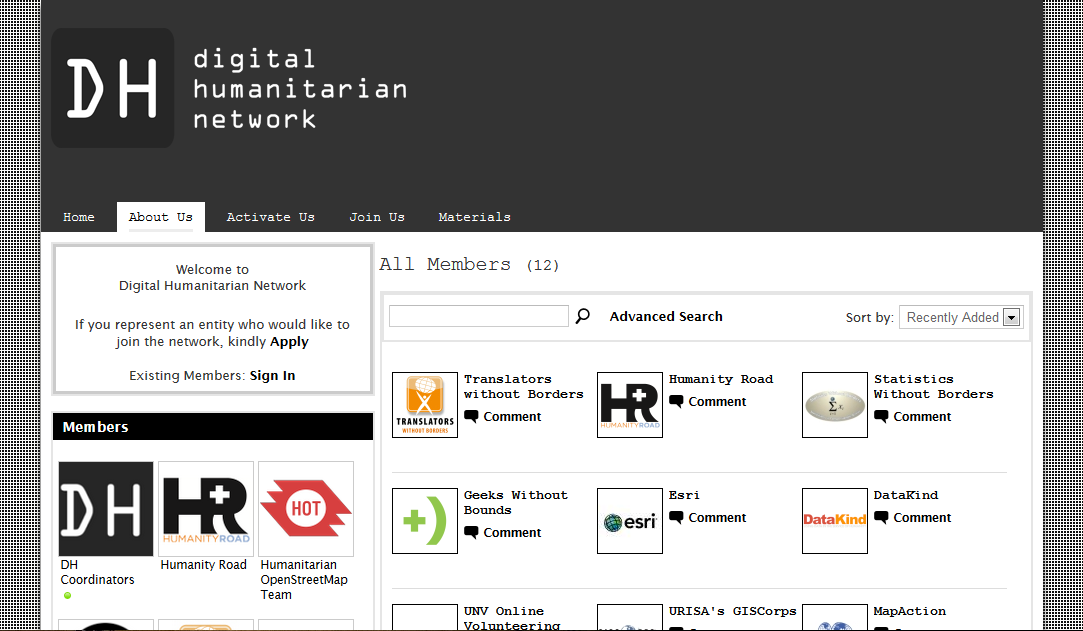 DH
digital
humanitarian
network
Home
About Us
Activate Us
Join Us
Materials
Welcome to
Digital Humanitarian Network
If you represent an entity who would like to
join the network, kindly Apply
Existing Members: Sign In
Members
DH
DH
Coordinators
HR
HUMANITYROAD
Humanity Road
HOT
Humanitarian
OpenStreetMap
Team
All Members (12)
Advanced Search
Sort by: Recently Added
TRANSLATORS
WITHOUT BORDERS
Translators
without Borders
Comment
HR
HUMANITYROAD
Humanity Road
Comment
Σ
Statistics
Without Borders
Comment
Geeks Without
Bounds
Comment
esri
Esri
Comment
DataKind
DataKind
Comment
UNV Online
Volunteering
URISA's GISCorps
MapAction